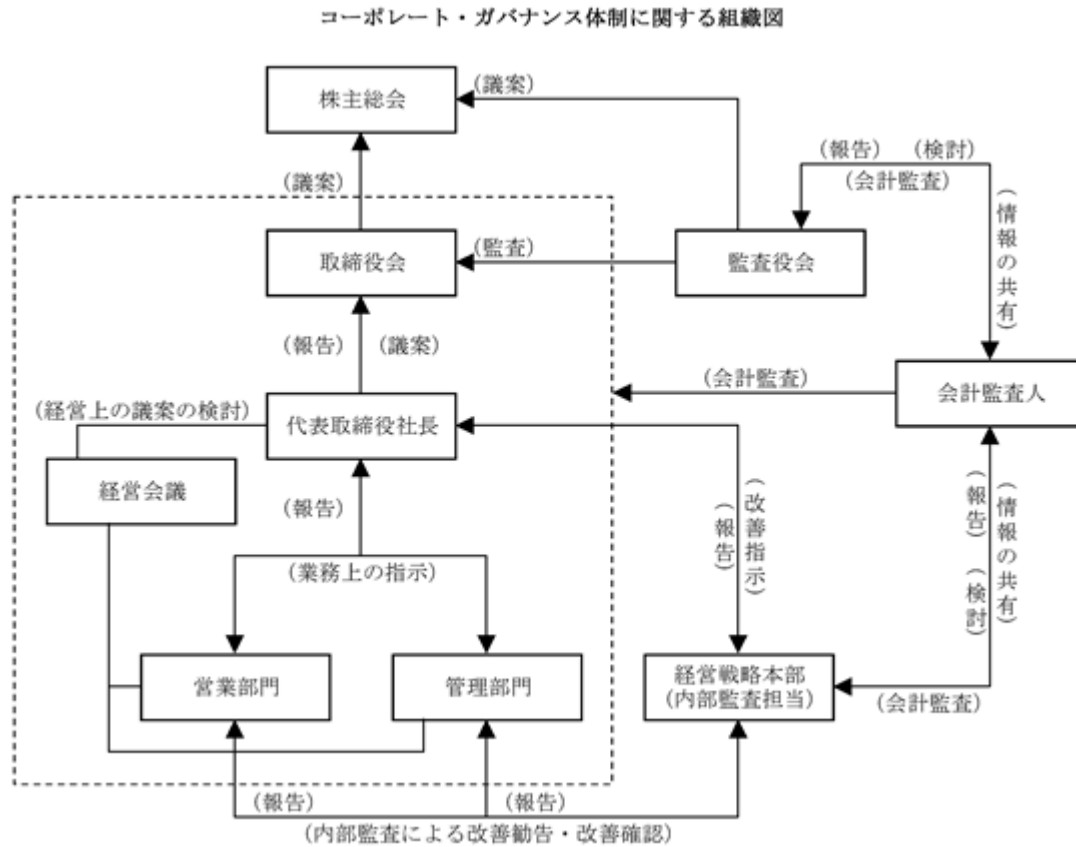 コーポレート・ガバナンス体制に関する組織図
株主総会
(議案)
(報告) (検討)
(会計監査)
(議案)
(情報の共有)
取締役会
(監査)
監査役会
(報告) (議案)
(会計監査)
会計監査人
(経営上の議案の検討)
代表取締役社長
経営会議
(報告)
(改善指示)
(報告)
(情報の共有)
(報告) (検討)
(業務上の指示)
営業部門
管理部門
経営戦略本部
(内部監査担当)
(会計監査)
(報告)
(報告)
(内部監査による改善勧告・改善確認)